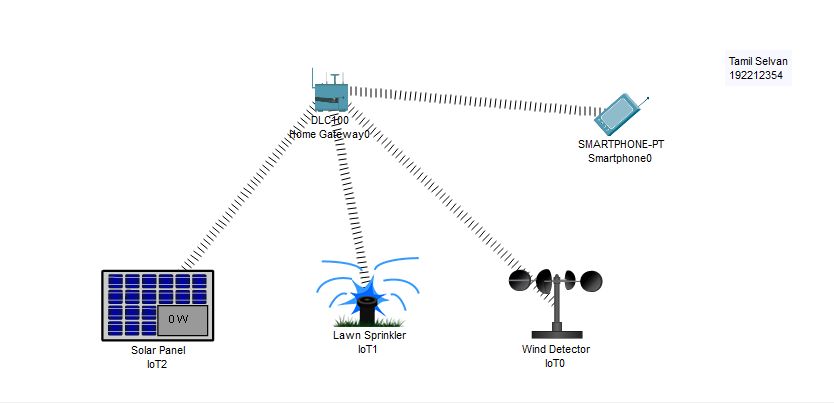 Tamil Selvan
192212354
DLC100
Home Gateway0
SMARTPHONE-PT
Smartphone0
0 W
Solar Panel
IoT2
Lawn Sprinkler
IoT1
Wind Detector
IoT0